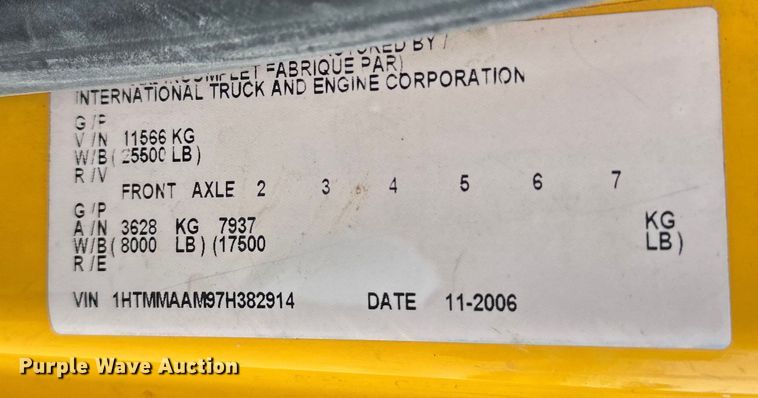 BY /
FABRIQUE PAR)
INTERNATIONAL TRUCK AND ENGINE CORPORATION
G/P
V/N 11566 KG
W/B( 25500 LB)
R/V
FRONT AXLE 2 3 4 5 6 7
G/P
A/N 3628 KG 7937 KG
W/B( 8000 LB) (17500 LB)
R/E
VIN 1HTMMAAM97H382914 DATE 11-2006
Purple Wave Auction